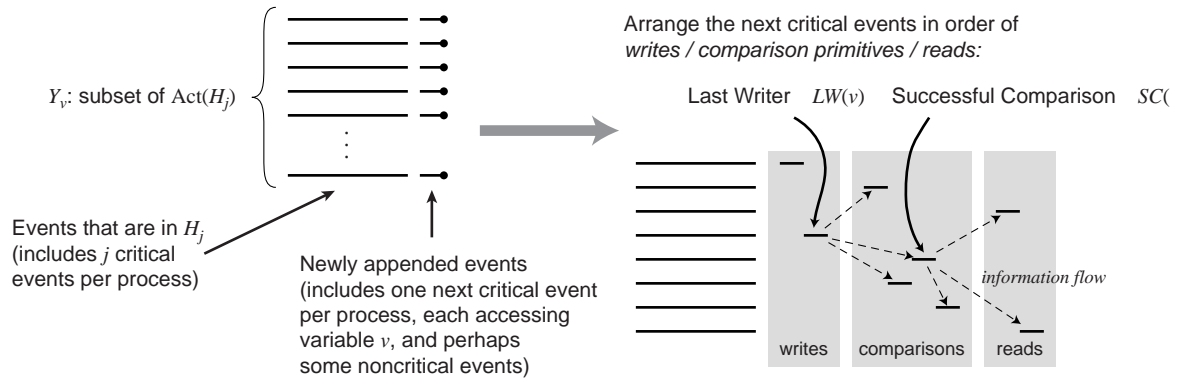 Y_v: subset of Act(H_j)
Events that are in H_j
(includes j critical
events per process)
Newly appended events
(includes one next critical event
per process, each accessing
variable v, and perhaps
some noncritical events)
Arrange the next critical events in order of
writes / comparison primitives / reads:
Last Writer LW(v) Successful Comparison SC(
information flow
writes comparisons reads